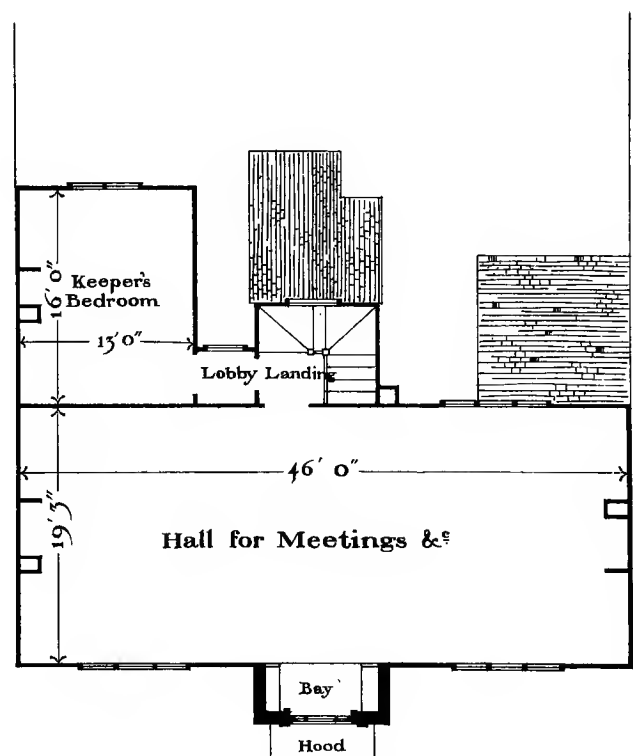 Keeper's
Bedroom
16' 0"
13' 0"
Lobby Landing
46' 0"
19' 3"
Hall for Meetings &c
Bay
Hood